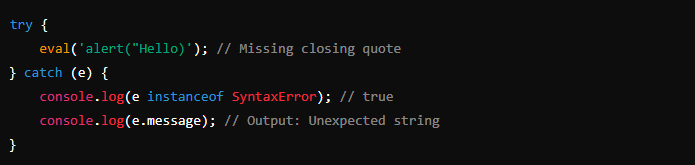 try {
    eval('alert("Hello)'); // Missing closing quote
} catch (e) {
    console.log(e instanceof SyntaxError); // true
    console.log(e.message); // Output: Unexpected string
}